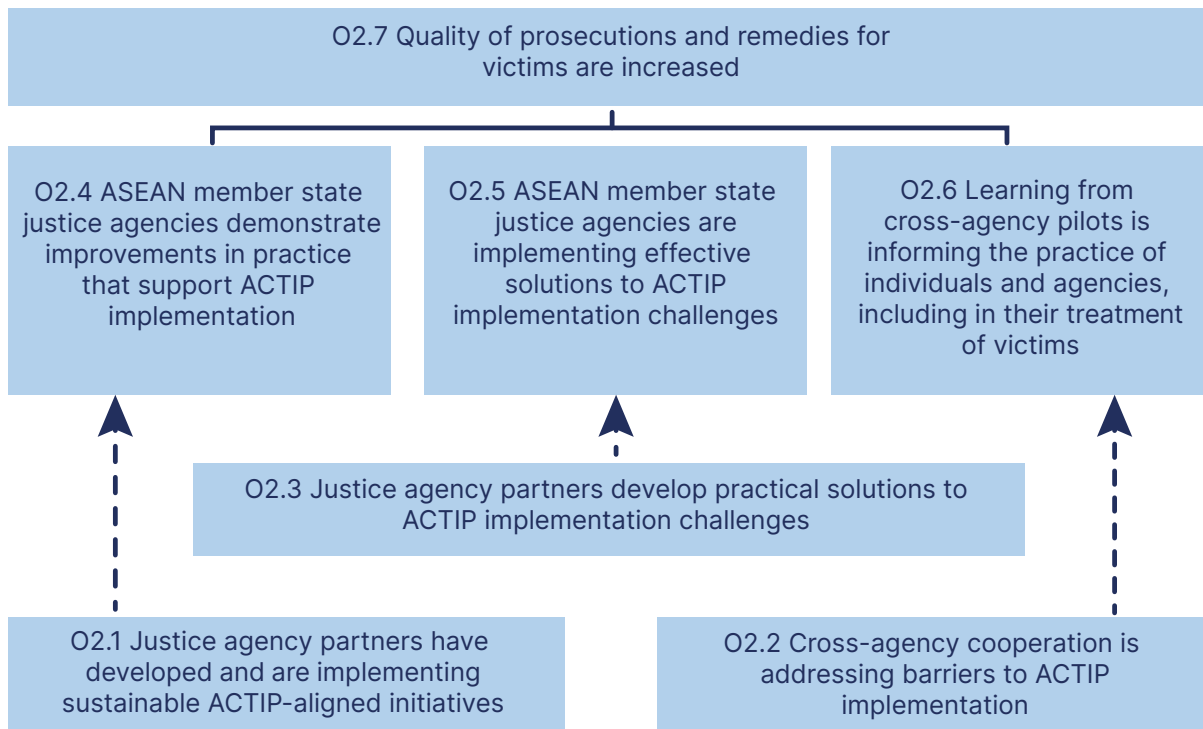 O2.7 Quality of prosecutions and remedies for
victims are increased
O2.4 ASEAN member state
justice agencies demonstrate
improvements in practice
that support ACTIP
implementation
O2.5 ASEAN member state
justice agencies are
implementing effective
solutions to ACTIP
implementation challenges
O2.6 Learning from
cross-agency pilots is
informing the practice of
individuals and agencies,
including in their treatment
of victims
O2.3 Justice agency partners develop practical solutions to
ACTIP implementation challenges
O2.1 Justice agency partners have
developed and are implementing
sustainable ACTIP-aligned initiatives
O2.2 Cross-agency cooperation is
addressing barriers to ACTIP
implementation